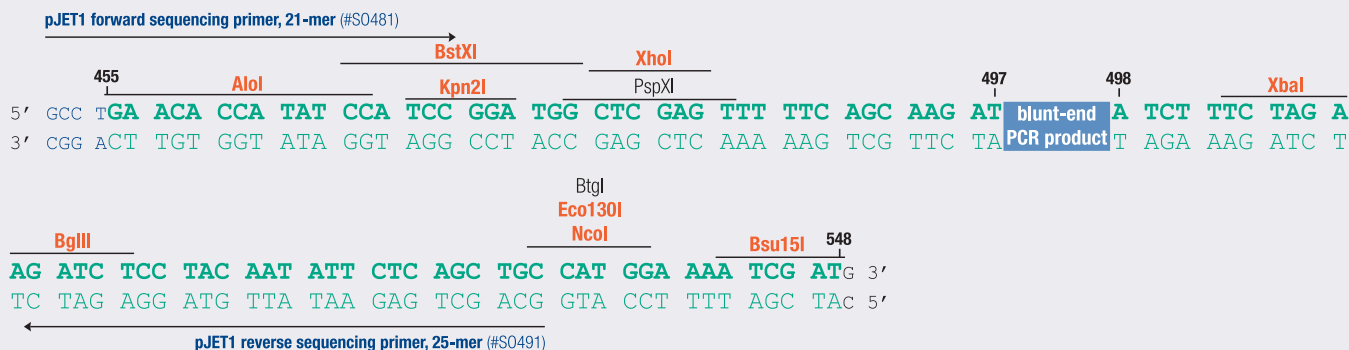 pJET1 forward sequencing primer, 21-mer (#SO481)
BstXI XhoI
455 AloI Kpn2I PspXI 497 498 XbaI
5′ GCC TGA ACA CCA TAT CCA TCC GGA TGG CTC GAG TTT TTC AGC AAG AT blunt-end A TCT TTC TAG A
3′ CGG ACT TGT GGT ATA GGT AGG CCT ACC GAG CTC AAA AAG TCG TTC TA PCR product T AGA AAG ATC T
BtgI
Eco130I
BglII NcoI Bsu15I 548
AG ATC TCC TAC AAT ATT CTC AGC TGC CAT GGA AAA TCG ATG 3′
TC TAG AGG ATG TTA TAA GAG TCG ACG GTA CCT TTT AGC TAC 5′
pJET1 reverse sequencing primer, 25-mer (#SO491)